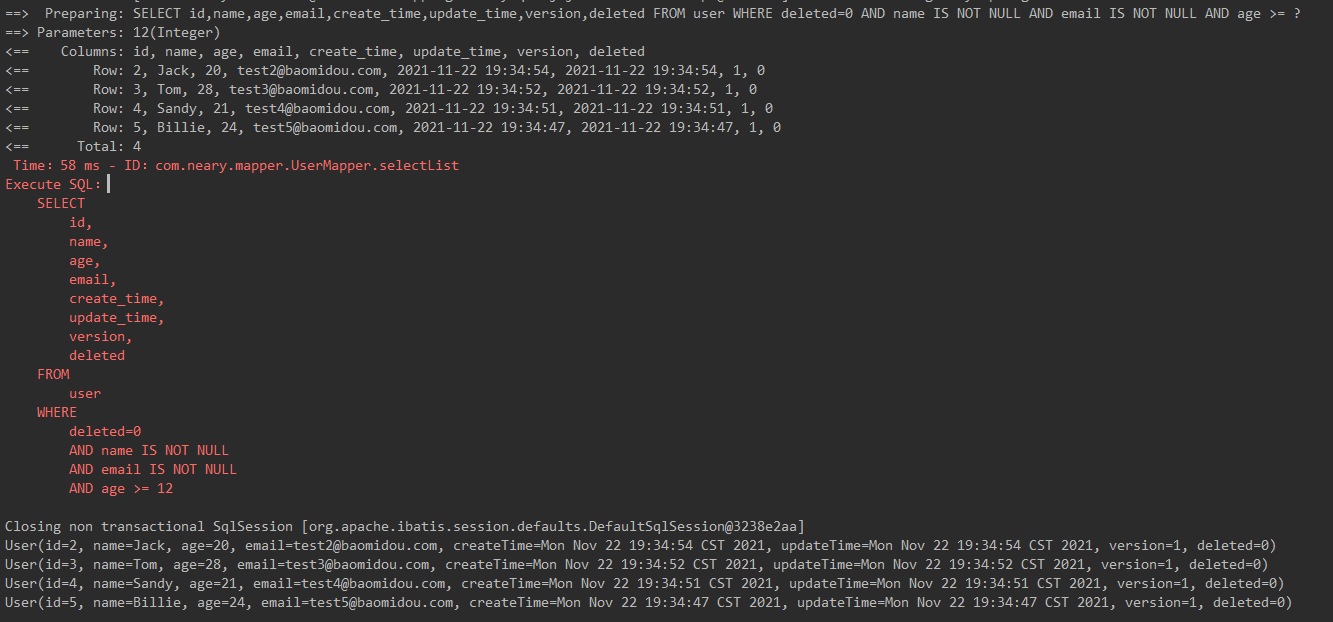 ==>  Preparing: SELECT id,name,age,email,create_time,update_time,version,deleted FROM user WHERE deleted=0 AND name IS NOT NULL AND email IS NOT NULL AND age >= ?
==> Parameters: 12(Integer)
<==    Columns: id, name, age, email, create_time, update_time, version, deleted
<==        Row: 2, Jack, 20, test2@baomidou.com, 2021-11-22 19:34:54, 2021-11-22 19:34:54, 1, 0
<==        Row: 3, Tom, 28, test3@baomidou.com, 2021-11-22 19:34:52, 2021-11-22 19:34:52, 1, 0
<==        Row: 4, Sandy, 21, test4@baomidou.com, 2021-11-22 19:34:51, 2021-11-22 19:34:51, 1, 0
<==        Row: 5, Billie, 24, test5@baomidou.com, 2021-11-22 19:34:47, 2021-11-22 19:34:47, 1, 0
<==      Total: 4
 Time：58 ms - ID：com.neary.mapper.UserMapper.selectList
Execute SQL：
    SELECT
        id,
        name,
        age,
        email,
        create_time,
        update_time,
        version,
        deleted
    FROM
        user
    WHERE
        deleted=0
        AND name IS NOT NULL
        AND email IS NOT NULL
        AND age >= 12
Closing non transactional SqlSession [org.apache.ibatis.session.defaults.DefaultSqlSession@3238e2aa]
User(id=2, name=Jack, age=20, email=test2@baomidou.com, createTime=Mon Nov 22 19:34:54 CST 2021, updateTime=Mon Nov 22 19:34:54 CST 2021, version=1, deleted=0)
User(id=3, name=Tom, age=28, email=test3@baomidou.com, createTime=Mon Nov 22 19:34:52 CST 2021, updateTime=Mon Nov 22 19:34:52 CST 2021, version=1, deleted=0)
User(id=4, name=Sandy, age=21, email=test4@baomidou.com, createTime=Mon Nov 22 19:34:51 CST 2021, updateTime=Mon Nov 22 19:34:51 CST 2021, version=1, deleted=0)
User(id=5, name=Billie, age=24, email=test5@baomidou.com, createTime=Mon Nov 22 19:34:47 CST 2021, updateTime=Mon Nov 22 19:34:47 CST 2021, version=1, deleted=0)